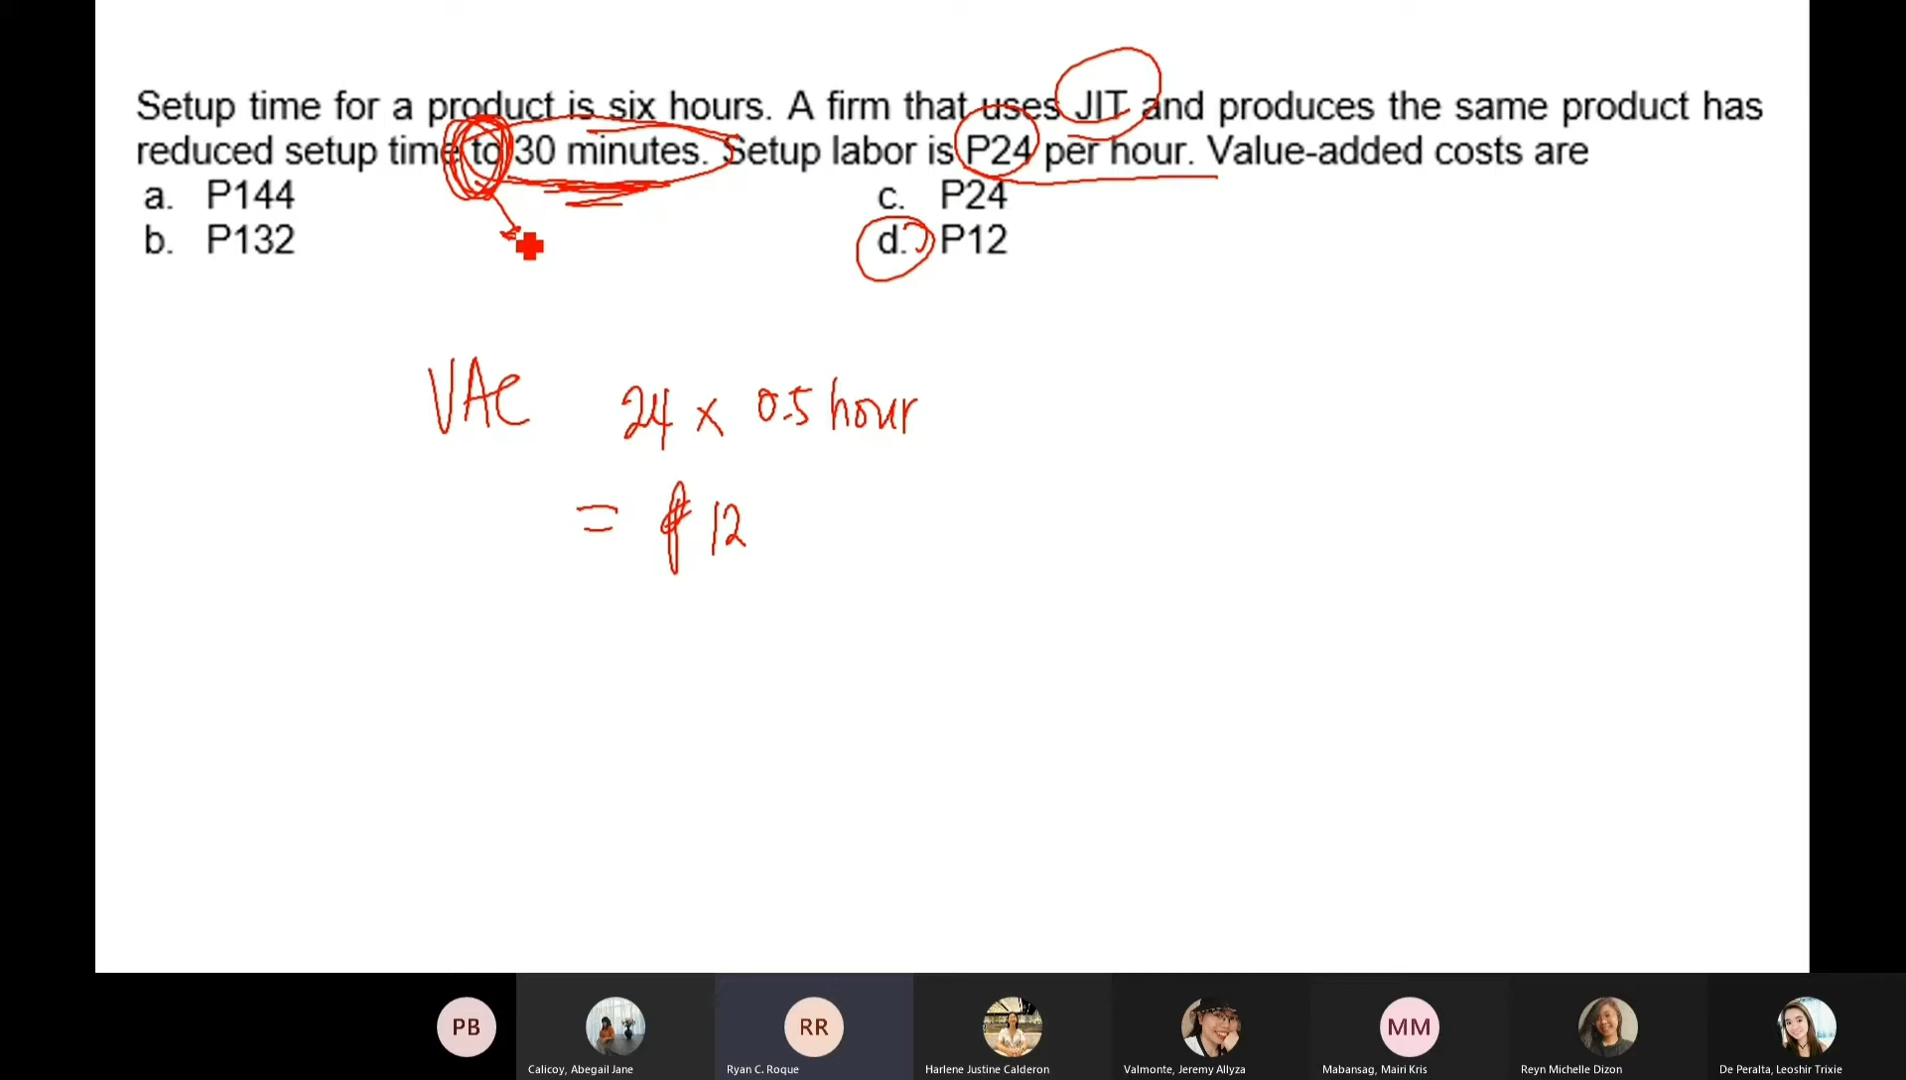 Setup time for a product is six hours. A firm that uses JIT and produces the same product has
reduced setup time to 30 minutes. Setup labor is P24 per hour. Value-added costs are
a. P144
c. P24
b. P132
d. P12
VAC 24 x 0.5 hour
= ₱12
PB
RR
MM
Calicoy, Abegail Jane
Ryan C. Roque
Harlene Justine Calderon
Valmonte, Jeremy Allyza
Mabansag, Mairi Kris
Reyn Michelle Dizon
De Peralta, Leoshir Trixie